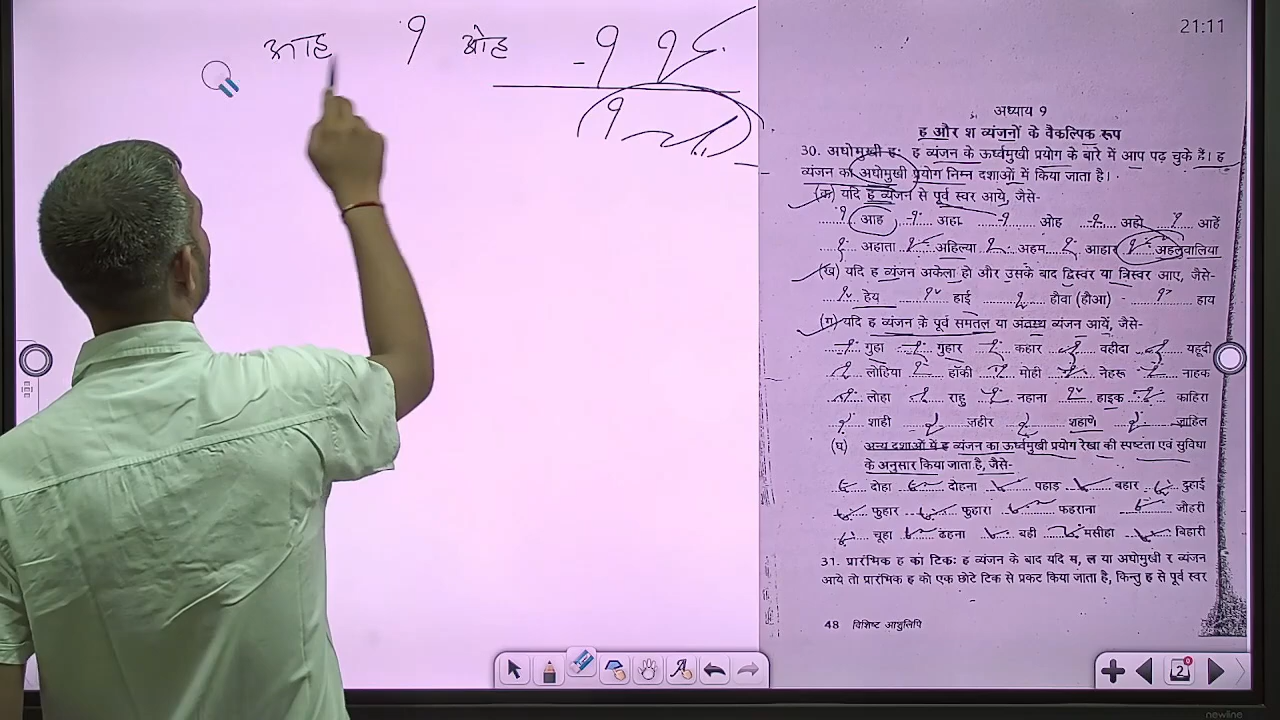 आह ओह
21:11
अध्याय 9
ह और श व्यंजनों के वैकल्पिक रूप
30. अधोमुखी ह: ह व्यंजन के ऊर्ध्वमुखी प्रयोग के बारे में आप पढ़ चुके हैं। ह
व्यंजन का अधोमुखी प्रयोग निम्न दशाओं में किया जाता है।
(क) यदि ह व्यंजन से पूर्व स्वर आये, जैसे-
आह अहा ओह अहो आहें
अहाता अहिल्या अहम आहार अहलुवालिया
(ख) यदि ह व्यंजन अकेला हो और उसके बाद द्विस्वर या त्रिस्वर आए, जैसे-
हेय हाई हौवा (हौआ) हाय
(ग) यदि ह व्यंजन के पूर्व समतल या अंतस्थ व्यंजन आयें, जैसे-
गुहा गुहार कहार वहीदा यहूदी
लोहिया हॉकी मोही नेहरू नाहक
लोहा राहु नहाना हाइक काहिरा
शाही ज़हीर शहाणे जाहिल
(घ) अन्य दशाओं में ह व्यंजन का ऊर्ध्वमुखी प्रयोग रेखा की स्पष्टता एवं सुविधा
के अनुसार किया जाता है, जैसे-
दोहा दोहना पहाड़ बहार दुहाई
फुहार फुहारा फहराना जौहरी
चूहा ढहना बही मसीहा बिहारी
31. प्रारंभिक ह का टिक: ह व्यंजन के बाद यदि म, ल या अधोमुखी र व्यंजन
आये तो प्रारंभिक ह को एक छोटे टिक से प्रकट किया जाता है, किन्तु ह से पूर्व स्वर
48 विशिष्ट आशुलिपि
2
newline